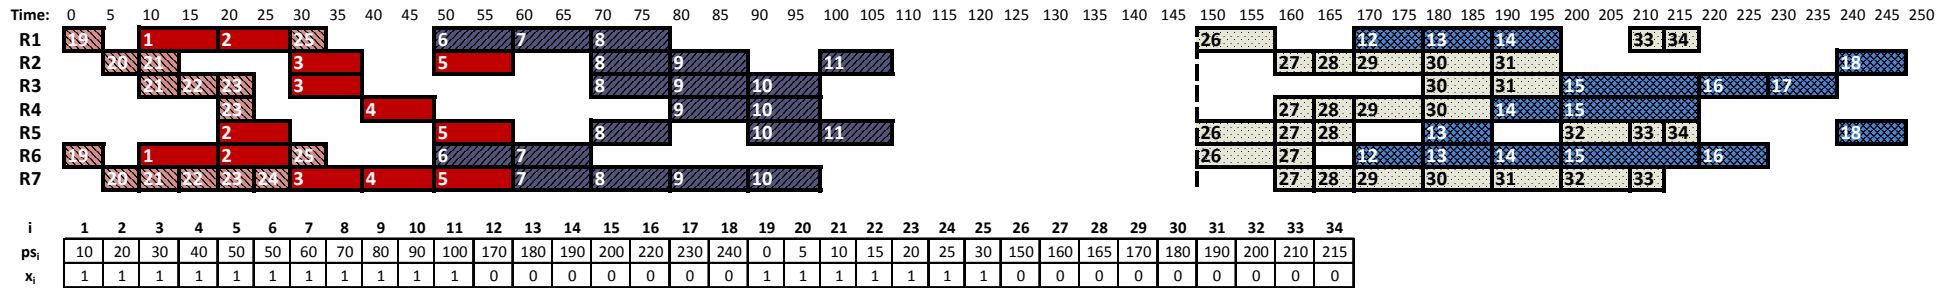 Time: 0 5 10 15 20 25 30 35 40 45 50 55 60 65 70 75 80 85 90 95 100 105 110 115 120 125 130 135 140 145 150 155 160 165 170 175 180 185 190 195 200 205 210 215 220 225 230 235 240 245 250
R1 19 1 2 25 6 7 8 26 12 13 14 33 34
R2 20 21 3 5 8 9 11 27 28 29 30 31 18
R3 21 22 23 3 8 9 10 30 31 15 16 17
R4 23 4 9 10 27 28 29 30 14 15
R5 2 5 8 10 11 26 27 28 13 32 33 34 18
R6 19 1 2 25 6 7 26 27 12 13 14 15 16
R7 20 21 22 23 24 3 4 5 7 8 9 10 27 28 29 30 31 32 33
i 1 2 3 4 5 6 7 8 9 10 11 12 13 14 15 16 17 18 19 20 21 22 23 24 25 26 27 28 29 30 31 32 33 34
psᵢ 10 20 30 40 50 50 60 70 80 90 100 170 180 190 200 220 230 240 0 5 10 15 20 25 30 150 160 165 170 180 190 200 210 215
xᵢ 1 1 1 1 1 1 1 1 1 1 1 0 0 0 0 0 0 0 1 1 1 1 1 1 1 0 0 0 0 0 0 0 0 0